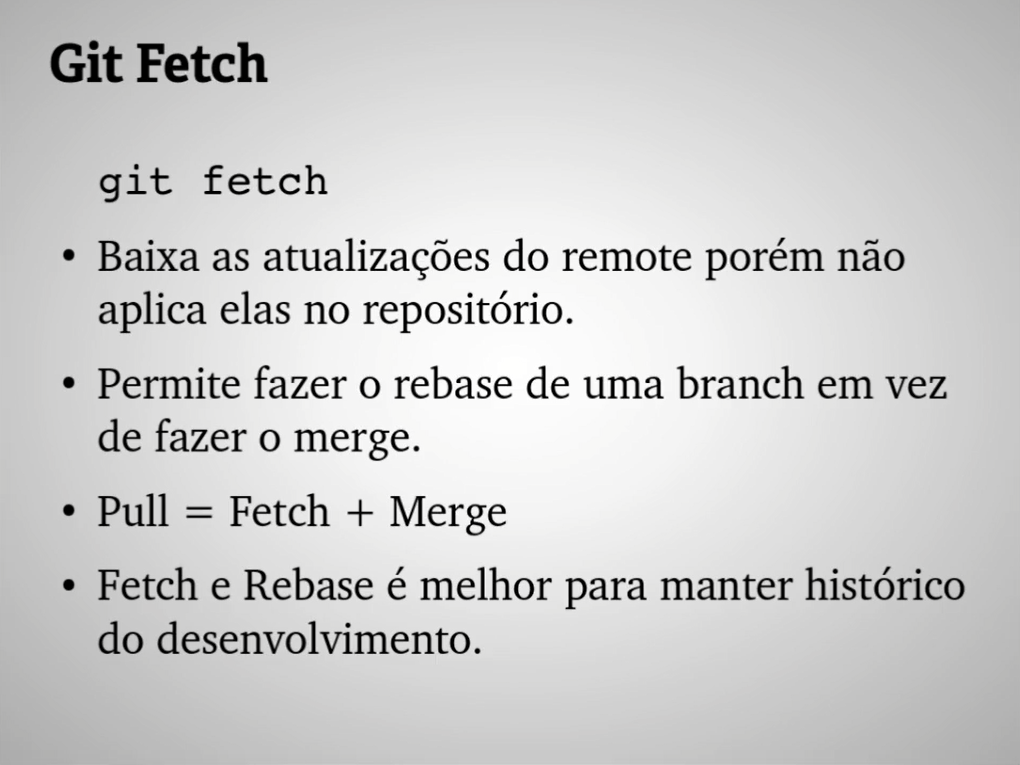 Git Fetch
git fetch
• Baixa as atualizações do remote porém não
aplica elas no repositório.
• Permite fazer o rebase de uma branch em vez
de fazer o merge.
• Pull = Fetch + Merge
• Fetch e Rebase é melhor para manter histórico
do desenvolvimento.